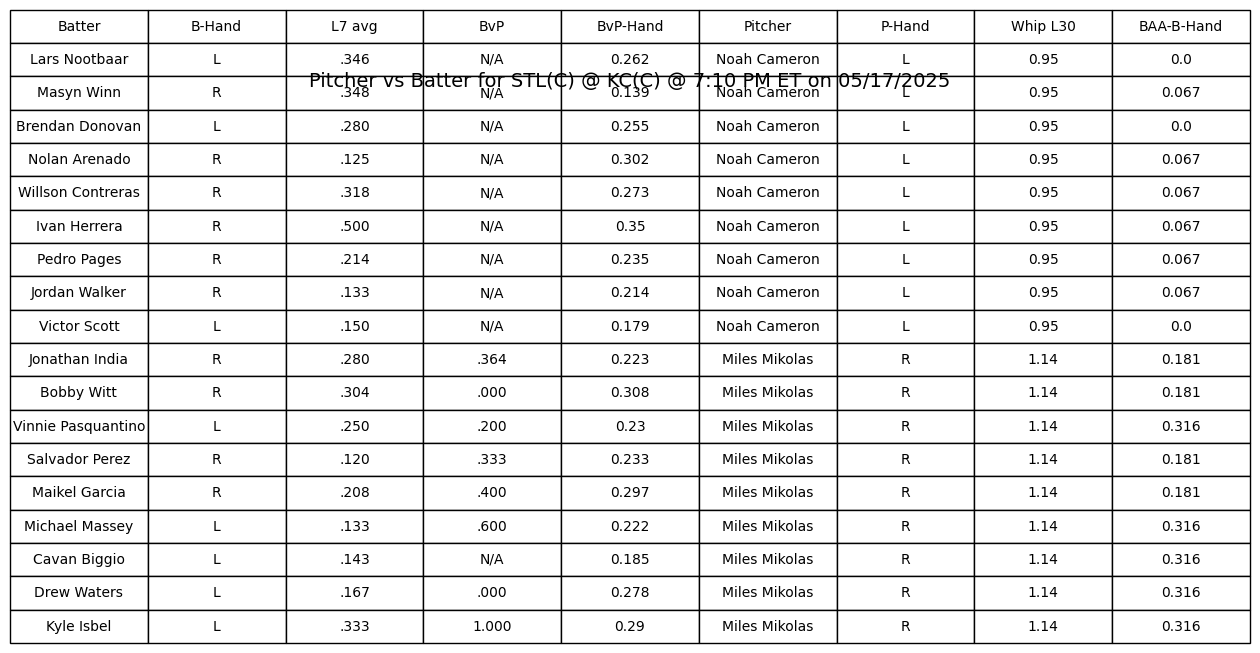 Batter B-Hand L7 avg BvP BvP-Hand Pitcher P-Hand Whip L30 BAA-B-Hand
Lars Nootbaar L .346 N/A 0.262 Noah Cameron L 0.95 0.0
Pitcher vs Batter for STL(C) @ KC(C) @ 7:10 PM ET on 05/17/2025
Masyn Winn R .348 N/A 0.139 Noah Cameron L 0.95 0.067
Brendan Donovan L .280 N/A 0.255 Noah Cameron L 0.95 0.0
Nolan Arenado R .125 N/A 0.302 Noah Cameron L 0.95 0.067
Willson Contreras R .318 N/A 0.273 Noah Cameron L 0.95 0.067
Ivan Herrera R .500 N/A 0.35 Noah Cameron L 0.95 0.067
Pedro Pages R .214 N/A 0.235 Noah Cameron L 0.95 0.067
Jordan Walker R .133 N/A 0.214 Noah Cameron L 0.95 0.067
Victor Scott L .150 N/A 0.179 Noah Cameron L 0.95 0.0
Jonathan India R .280 .364 0.223 Miles Mikolas R 1.14 0.181
Bobby Witt R .304 .000 0.308 Miles Mikolas R 1.14 0.181
Vinnie Pasquantino L .250 .200 0.23 Miles Mikolas R 1.14 0.316
Salvador Perez R .120 .333 0.233 Miles Mikolas R 1.14 0.181
Maikel Garcia R .208 .400 0.297 Miles Mikolas R 1.14 0.181
Michael Massey L .133 .600 0.222 Miles Mikolas R 1.14 0.316
Cavan Biggio L .143 N/A 0.185 Miles Mikolas R 1.14 0.316
Drew Waters L .167 .000 0.278 Miles Mikolas R 1.14 0.316
Kyle Isbel L .333 1.000 0.29 Miles Mikolas R 1.14 0.316